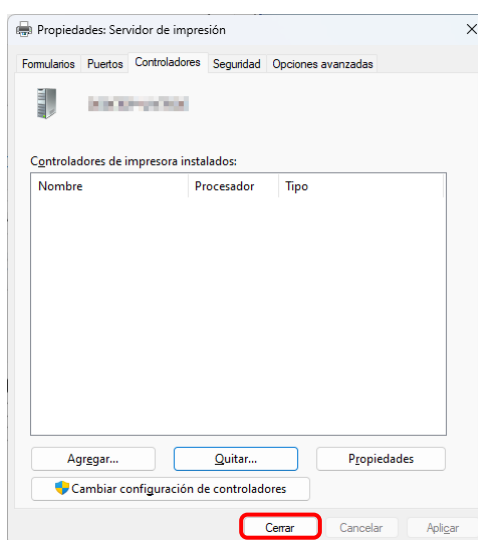 Propiedades: Servidor de impresión
Formularios Puertos Controladores Seguridad Opciones avanzadas
Controladores de impresora instalados:
Nombre Procesador Tipo
Agregar... Quitar... Propiedades
Cambiar configuración de controladores
Cerrar Cancelar Aplicar